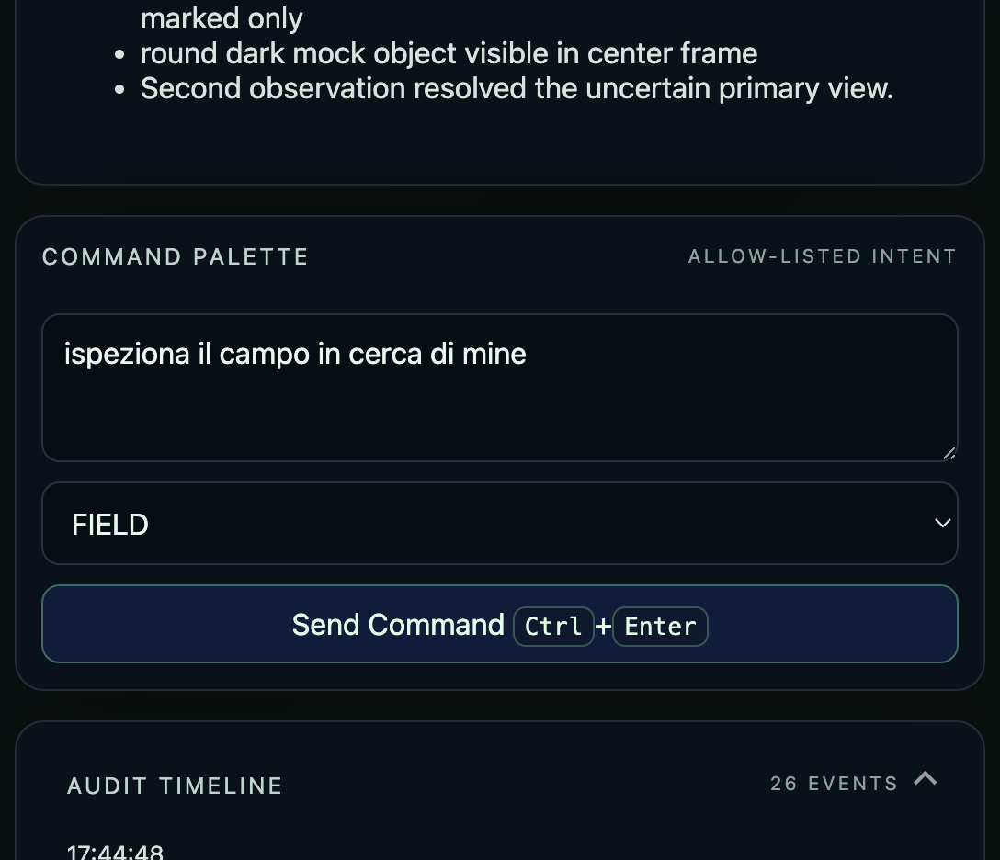 marked only
• round dark mock object visible in center frame
• Second observation resolved the uncertain primary view.
COMMAND PALETTE
ALLOW-LISTED INTENT
ispeziona il campo in cerca di mine
FIELD
Send Command Ctrl+Enter
AUDIT TIMELINE
26 EVENTS
17:44:48